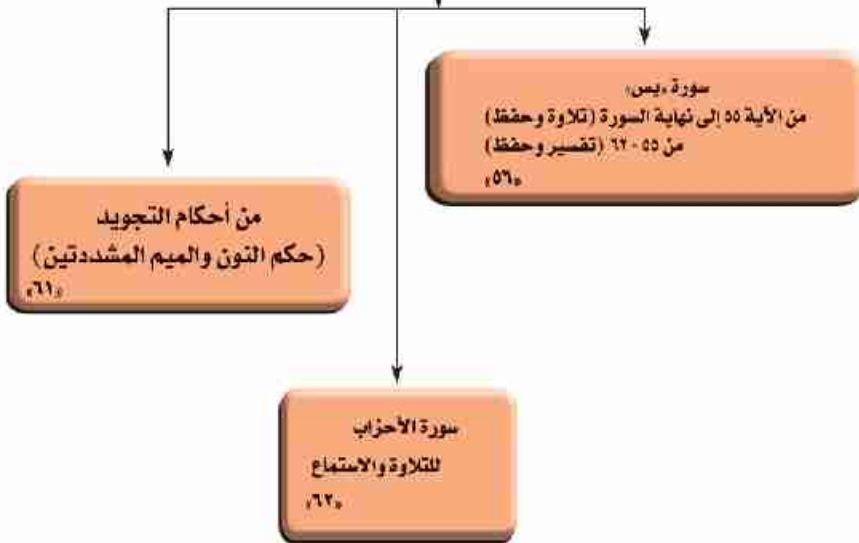 سورة «يس»
من الآية ٥٥ إلى نهاية السورة (تلاوة وحفظ)
من ٥٥ - ٦٢ (تفسير وحفظ)
«٥٦»
من أحكام التجويد
(حكم النون والميم المشددتين)
«٦١»
سورة الأحزاب
للتلاوة والاستماع
«٦٢»